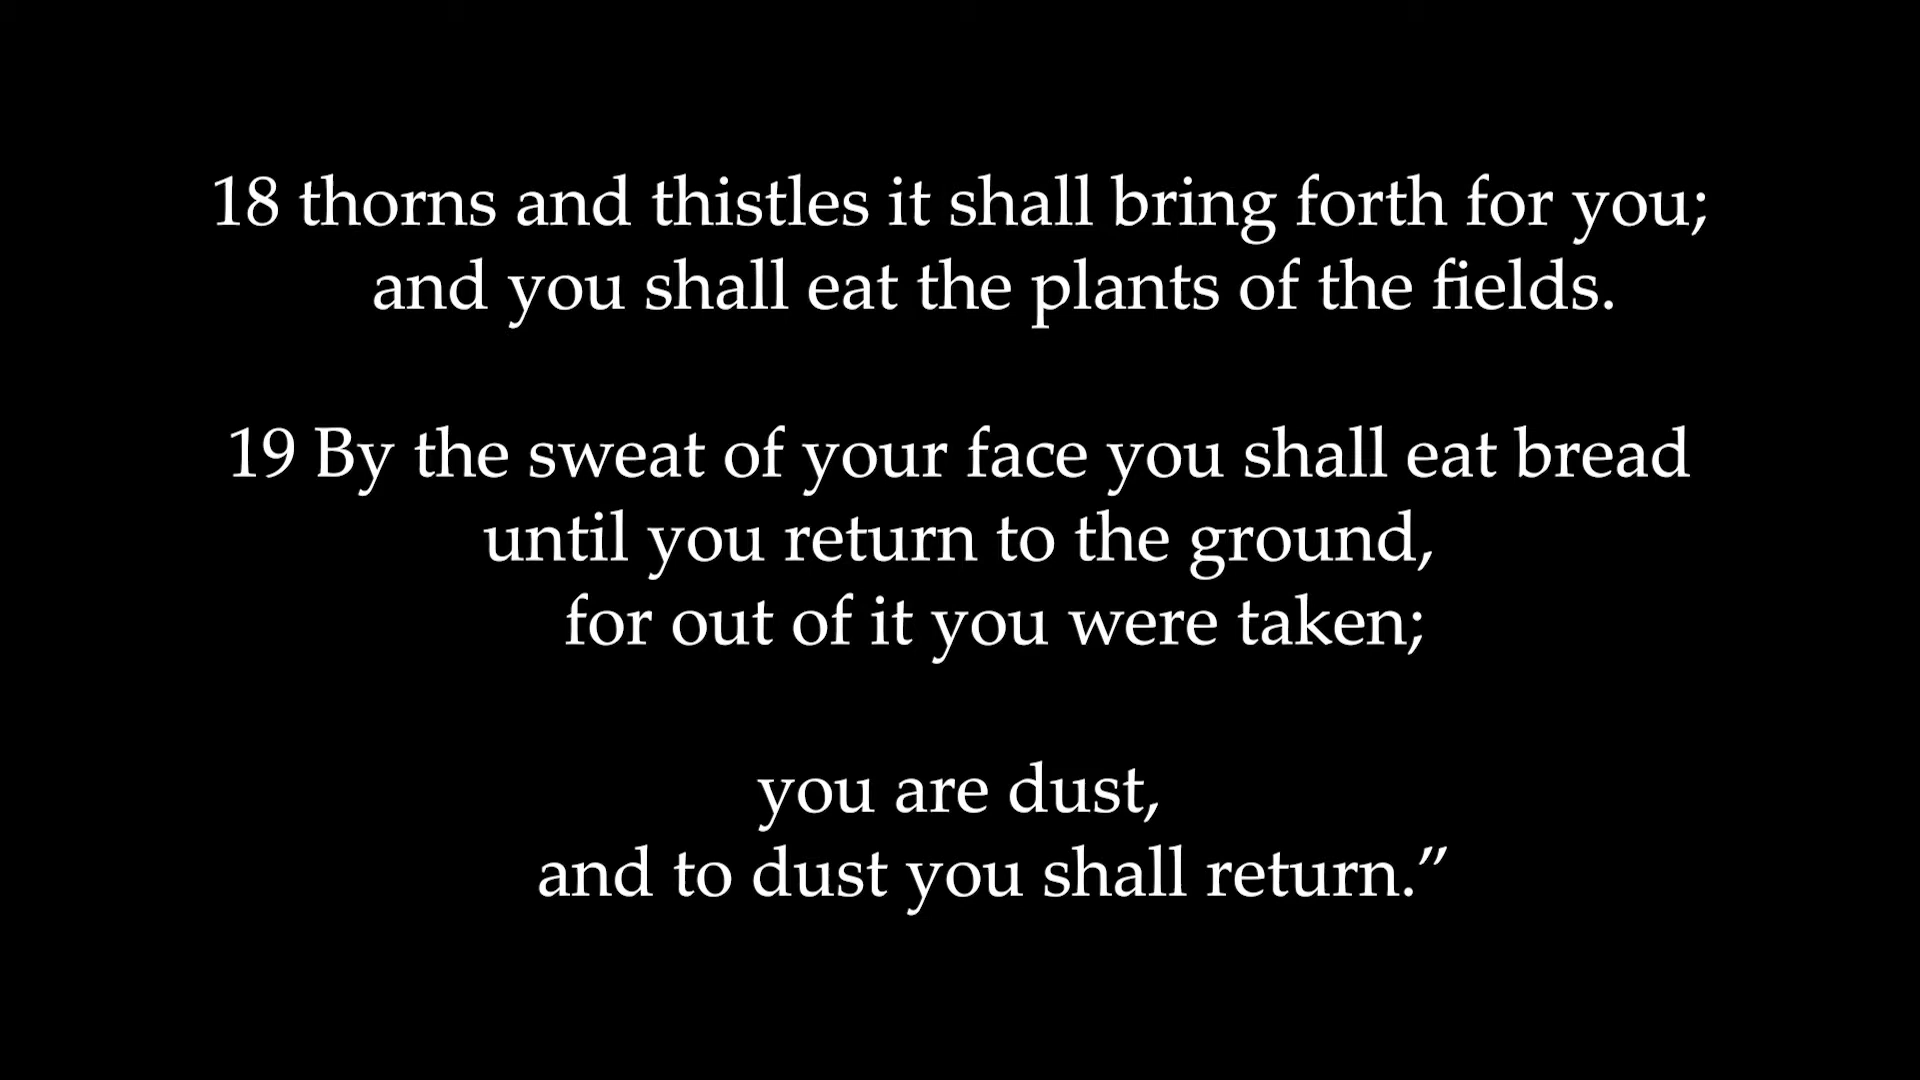 18 thorns and thistles it shall bring forth for you;
and you shall eat the plants of the fields.
19 By the sweat of your face you shall eat bread
until you return to the ground,
for out of it you were taken;
you are dust,
and to dust you shall return.”